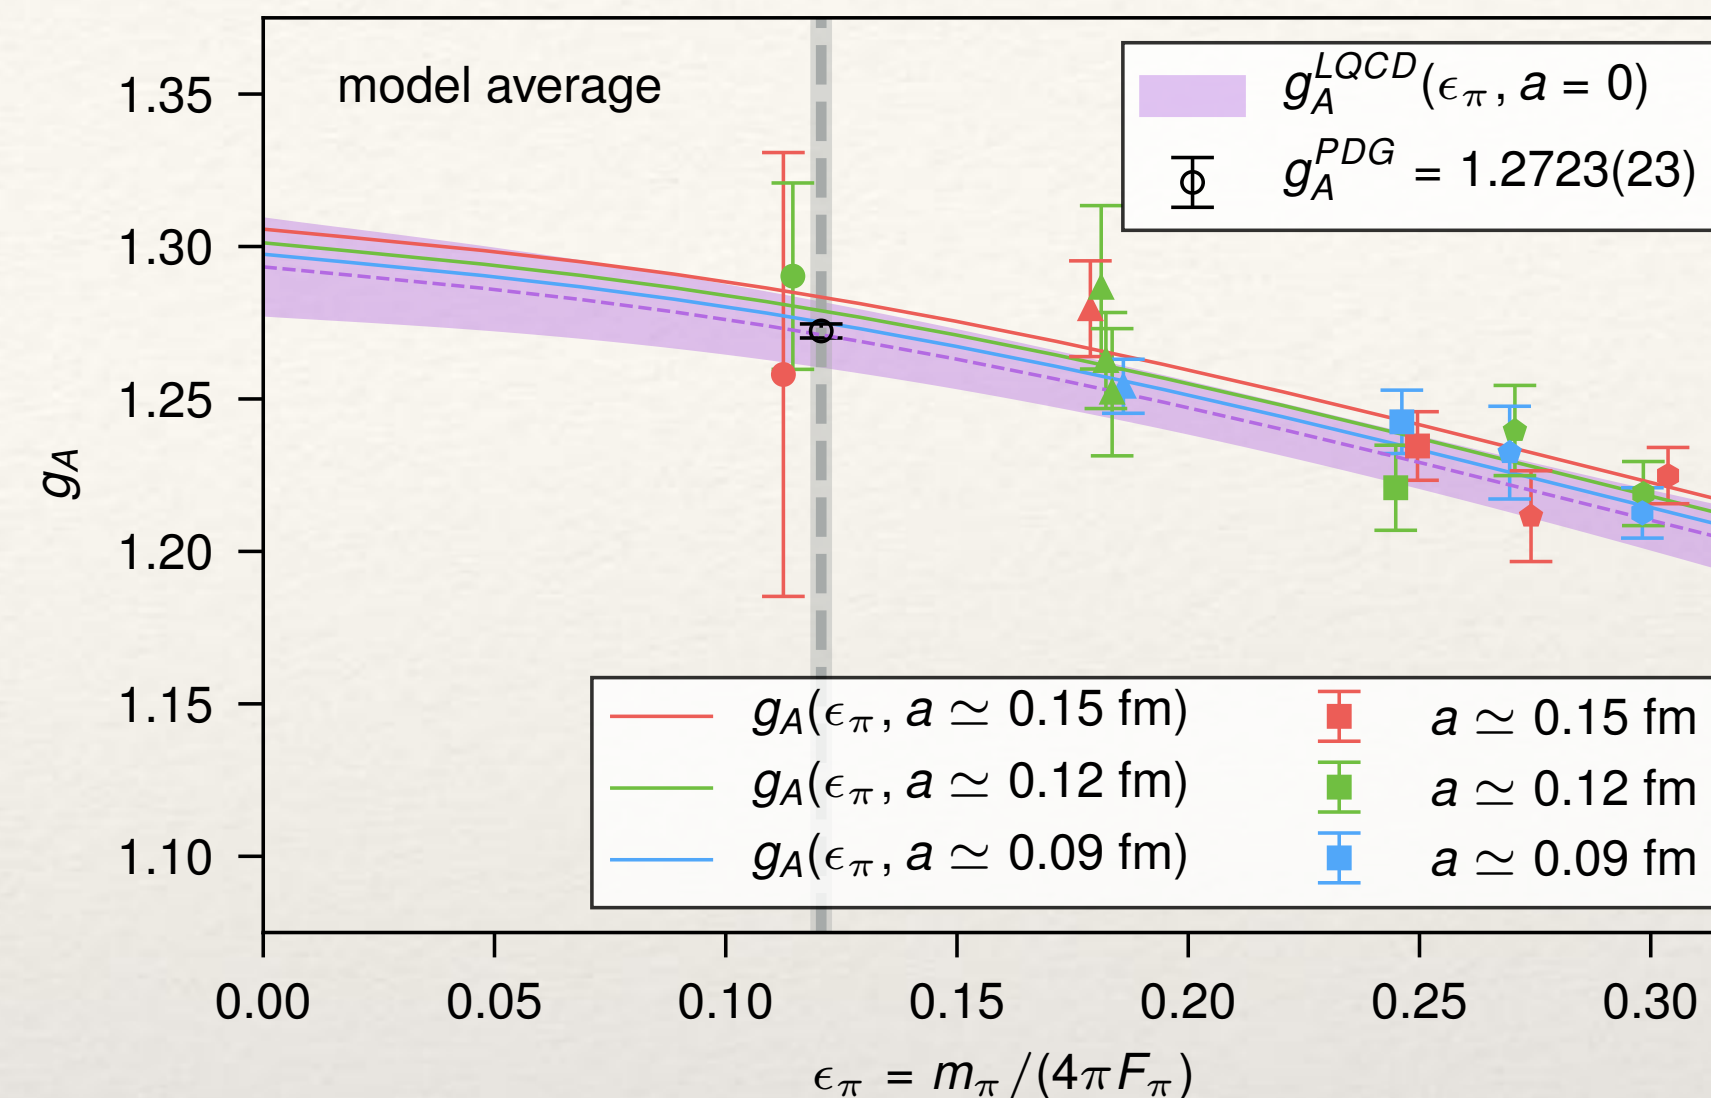 model average
g_A^{LQCD}(ϵ_π, a = 0)
g_A^{PDG} = 1.2723(23)
1.35
1.30
1.25
1.20
1.15
1.10
g_A
g_A(ϵ_π, a ≃ 0.15 fm) a ≃ 0.15 fm
g_A(ϵ_π, a ≃ 0.12 fm) a ≃ 0.12 fm
g_A(ϵ_π, a ≃ 0.09 fm) a ≃ 0.09 fm
0.00 0.05 0.10 0.15 0.20 0.25 0.30
ϵ_π = m_π/(4πF_π)